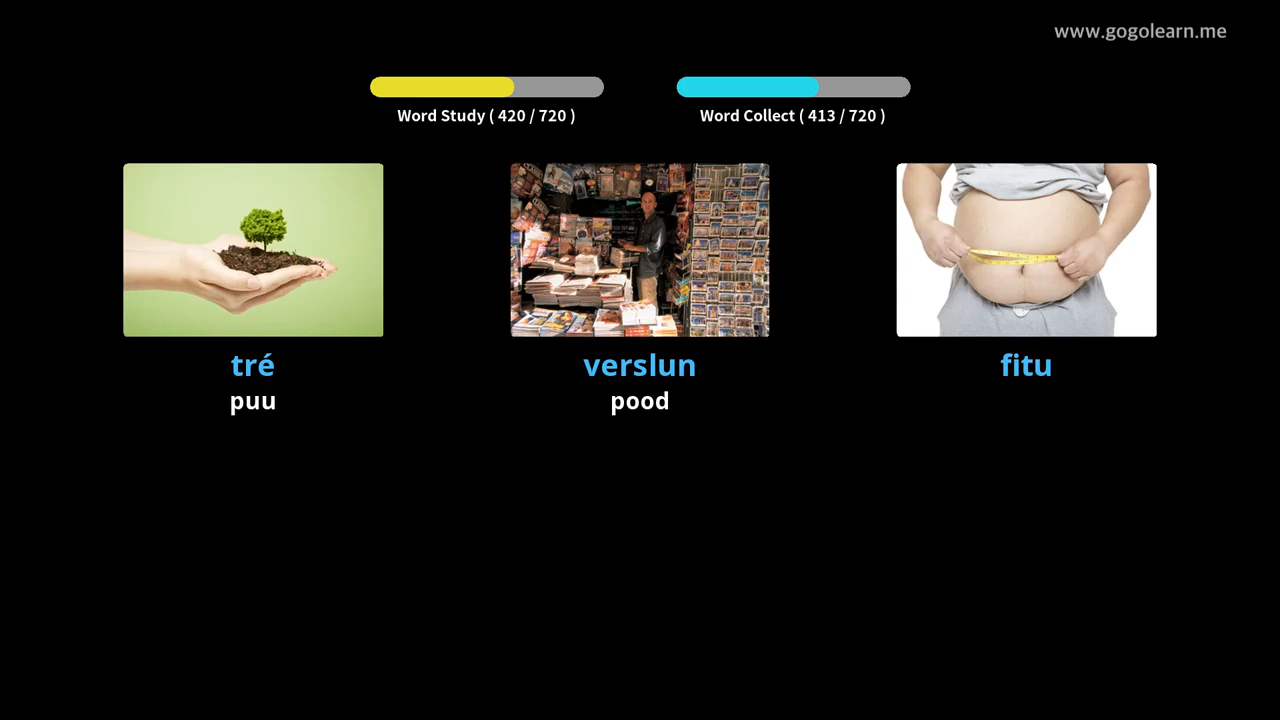 www.gogolearn.me
Word Study ( 420 / 720 )
Word Collect ( 413 / 720 )
tré
verslun
fitu
puu
pood